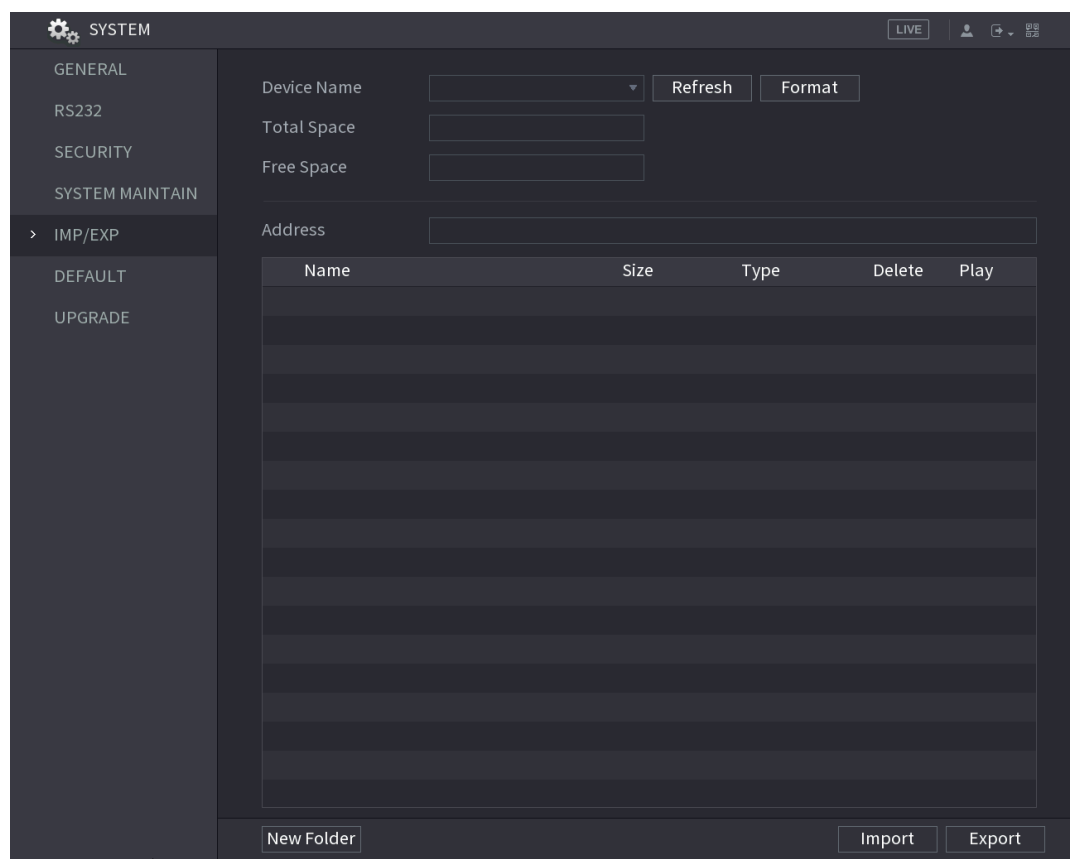 SYSTEM
LIVE
GENERAL
RS232
SECURITY
SYSTEM MAINTAIN
IMP/EXP
DEFAULT
UPGRADE
Device Name
Refresh
Format
Total Space
Free Space
Address
Name Size Type Delete Play
New Folder
Import
Export